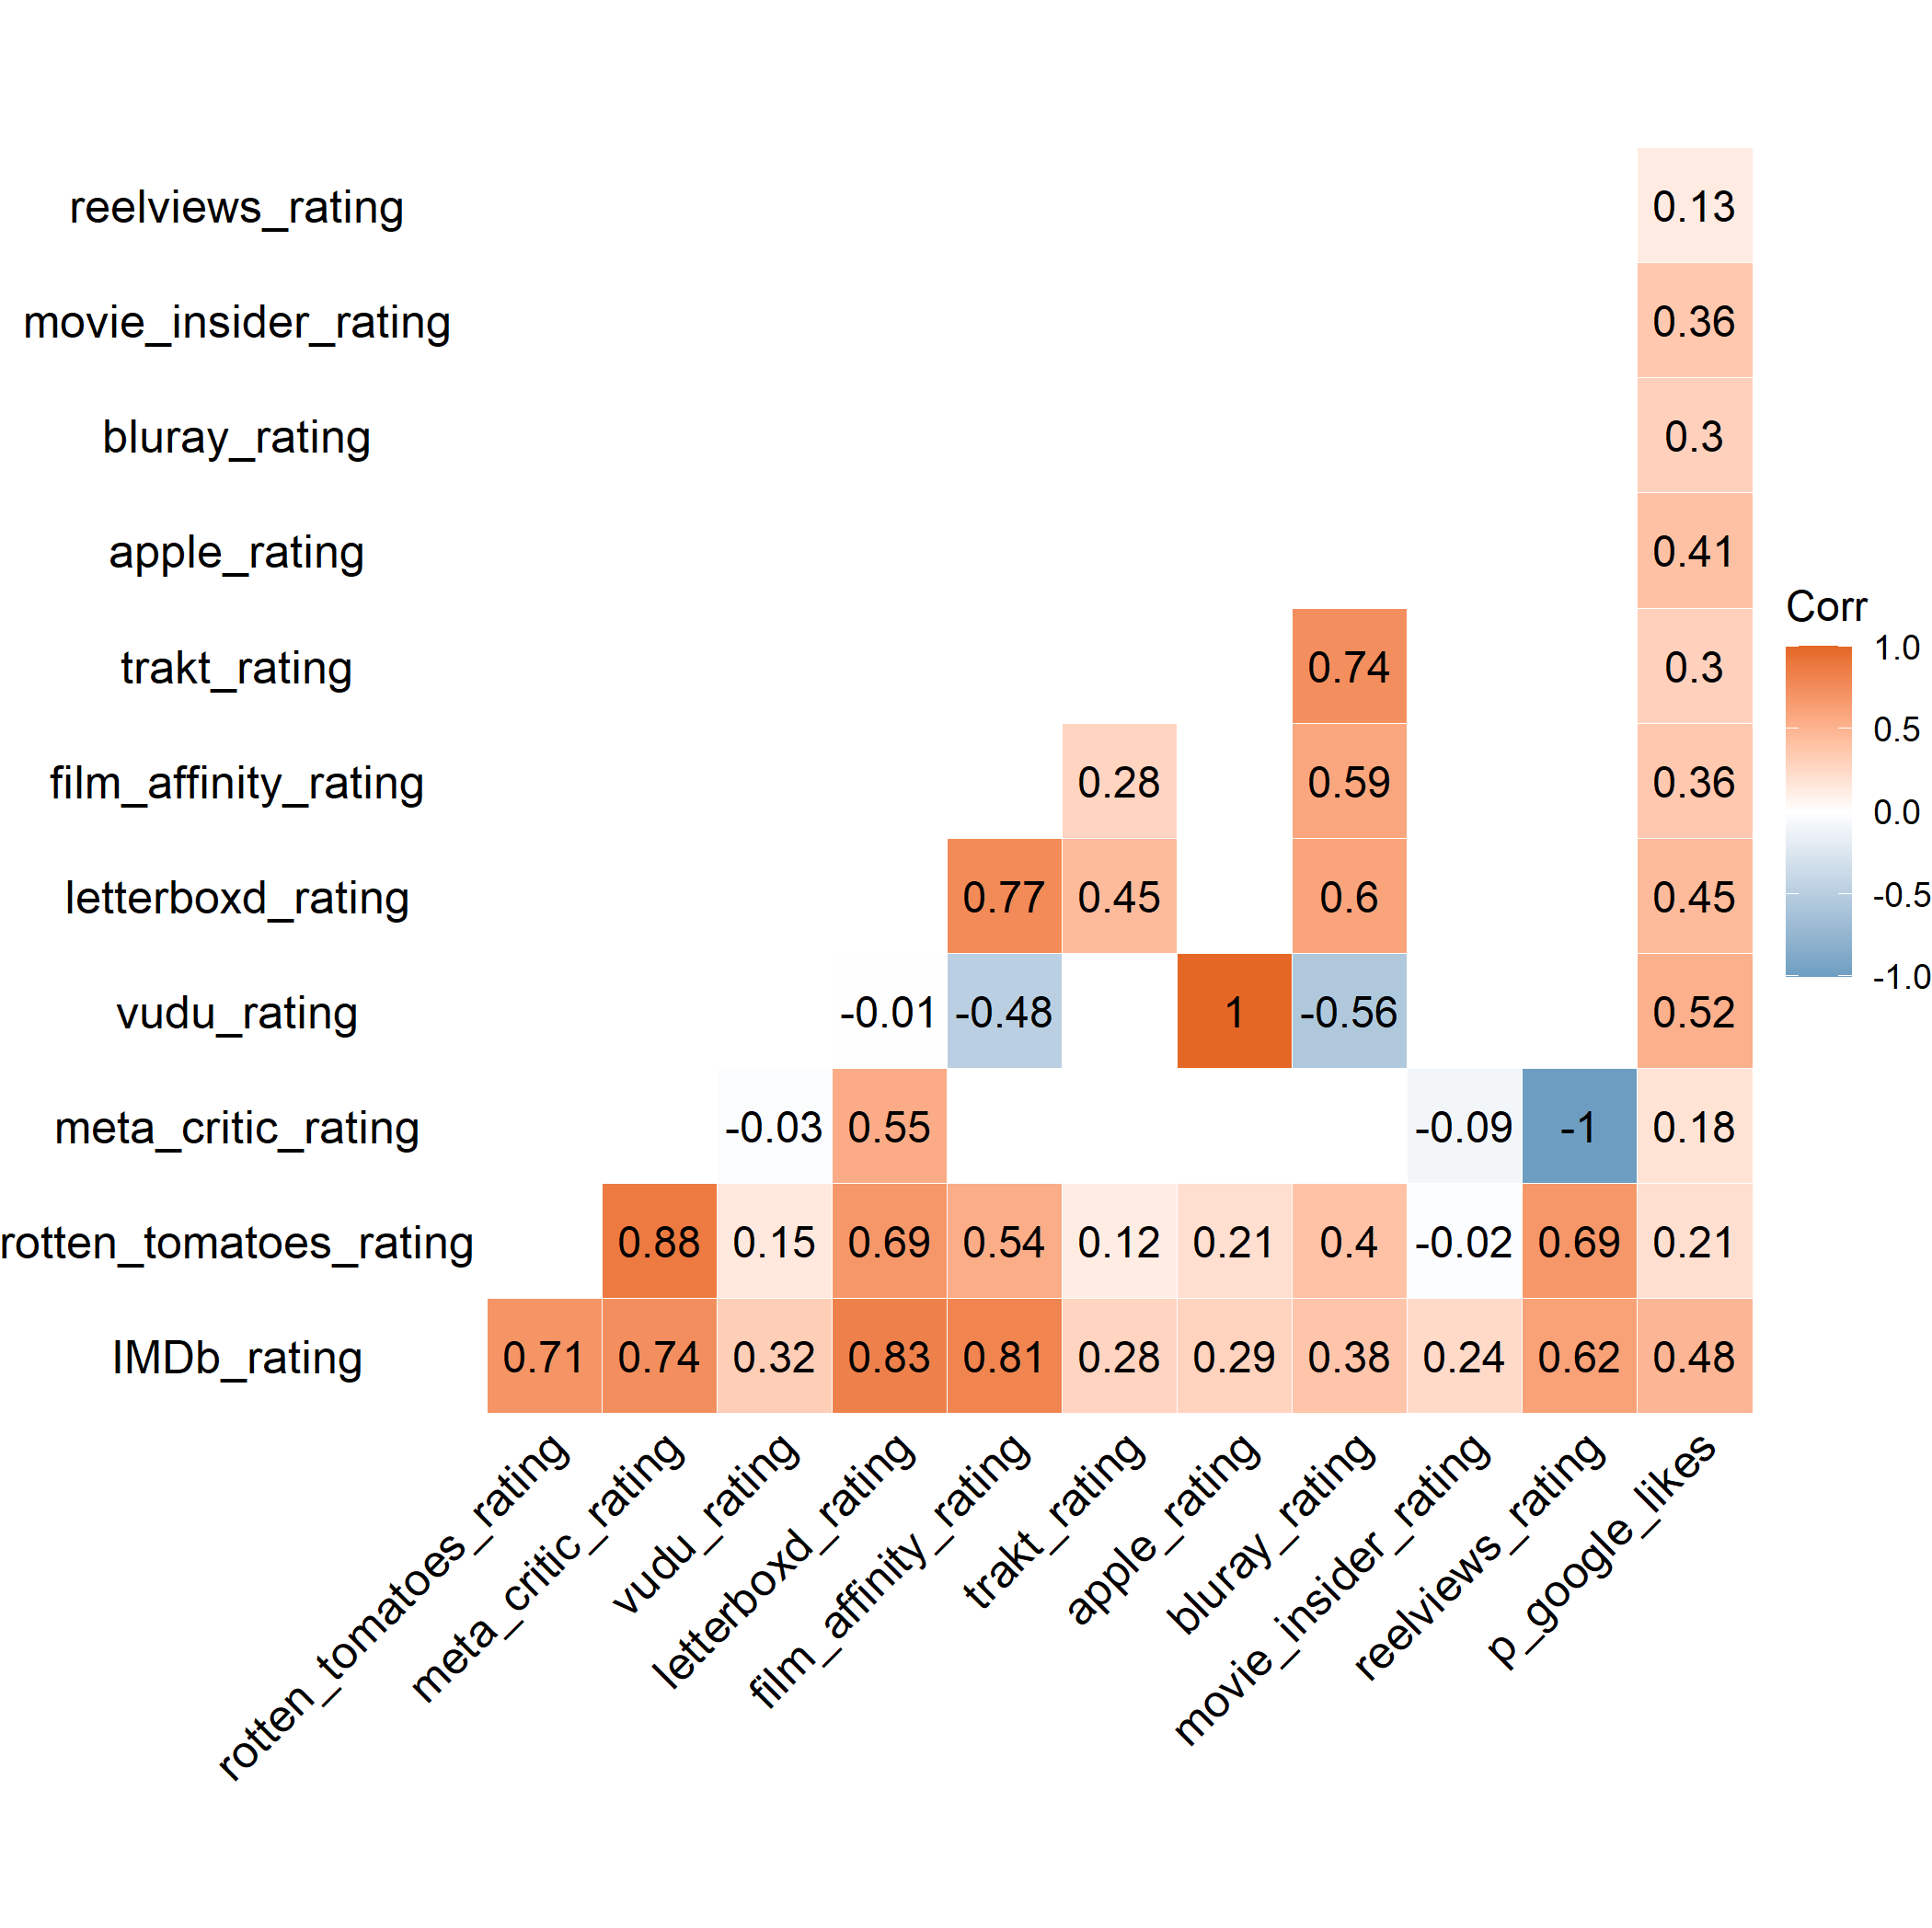 reelviews_rating 0.13
movie_insider_rating 0.36
bluray_rating 0.3
apple_rating 0.41
trakt_rating 0.74 0.3
film_affinity_rating 0.28 0.59 0.36
letterboxd_rating 0.77 0.45 0.6 0.45
vudu_rating -0.01 -0.48 1 -0.56 0.52
meta_critic_rating -0.03 0.55 -0.09 -1 0.18
rotten_tomatoes_rating 0.88 0.15 0.69 0.54 0.12 0.21 0.4 -0.02 0.69 0.21
IMDb_rating 0.71 0.74 0.32 0.83 0.81 0.28 0.29 0.38 0.24 0.62 0.48
rotten_tomatoes_rating
meta_critic_rating
vudu_rating
letterboxd_rating
film_affinity_rating
trakt_rating
apple_rating
bluray_rating
movie_insider_rating
reelviews_rating
p_google_likes
Corr
1.0
0.5
0.0
-0.5
-1.0